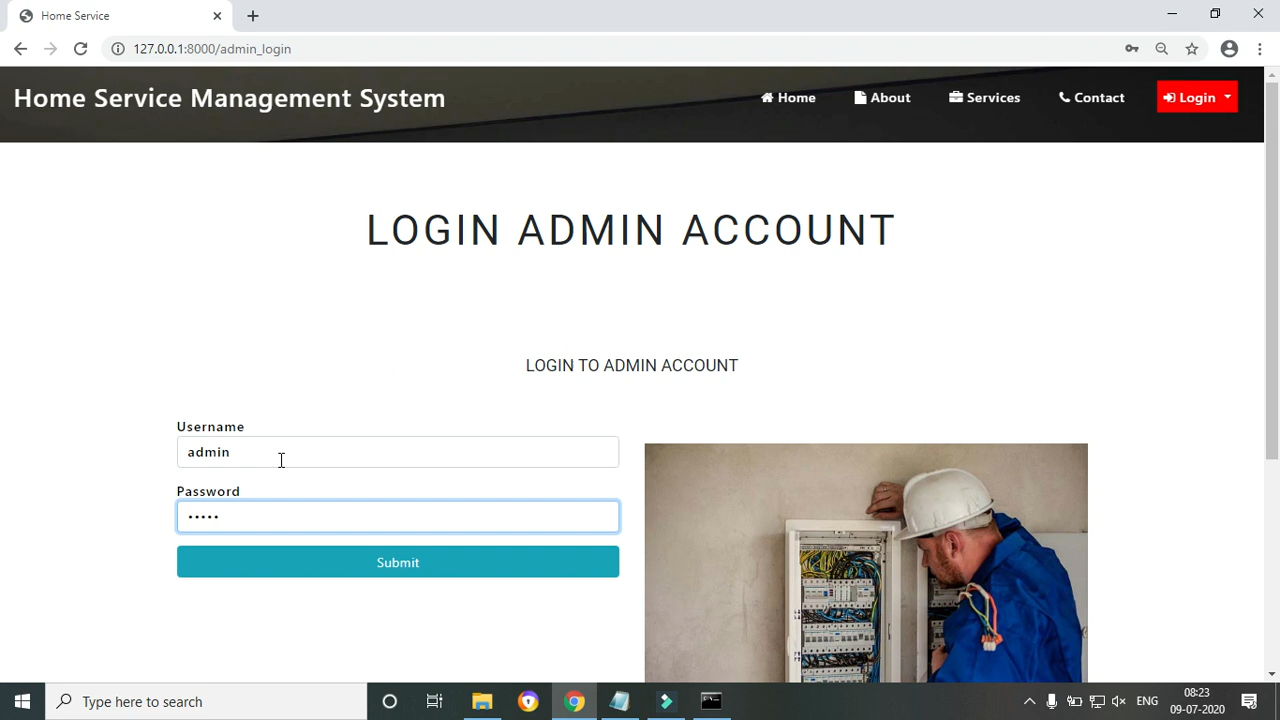 Home Service
127.0.0.1:8000/admin_login
Home Service Management System
Home
About
Services
Contact
Login
LOGIN ADMIN ACCOUNT
LOGIN TO ADMIN ACCOUNT
Username
admin
Password
•••••
Submit
Type here to search
ENG
08:23
09-07-2020